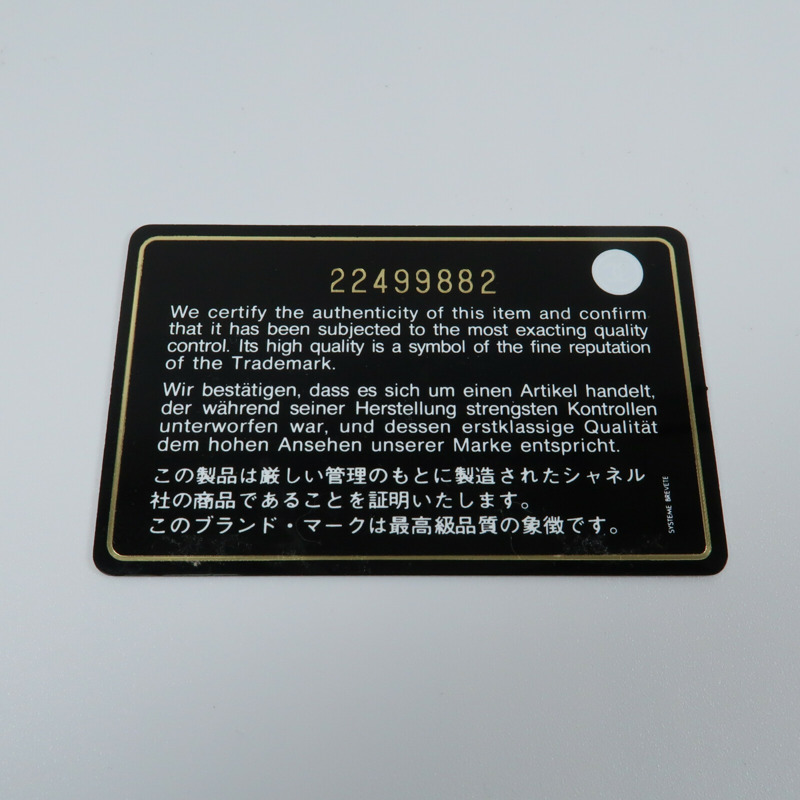 22499882
We certify the authenticity of this item and confirm
that it has been subjected to the most exacting quality
control. Its high quality is a symbol of the fine reputation
of the Trademark.
Wir bestätigen, dass es sich um einen Artikel handelt,
der während seiner Herstellung strengsten Kontrollen
unterworfen war, und dessen erstklassige Qualität
dem hohen Ansehen unserer Marke entspricht.
この製品は厳しい管理のもとに製造されたシャネル
社の商品であることを証明いたします。
このブランド・マークは最高級品質の象徴です。
SYSTEME BREVETE